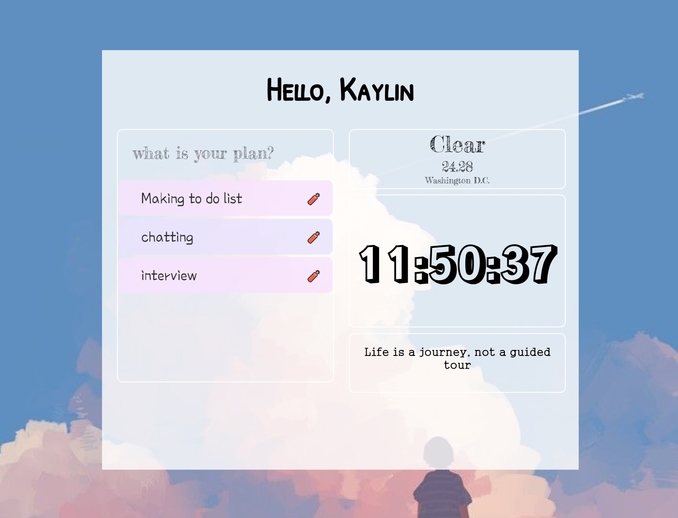 Hello, Kaylin
what is your plan?
Making to do list
chatting
interview
Clear
24.28
Washington D.C.
11:50:37
Life is a journey, not a guided
tour